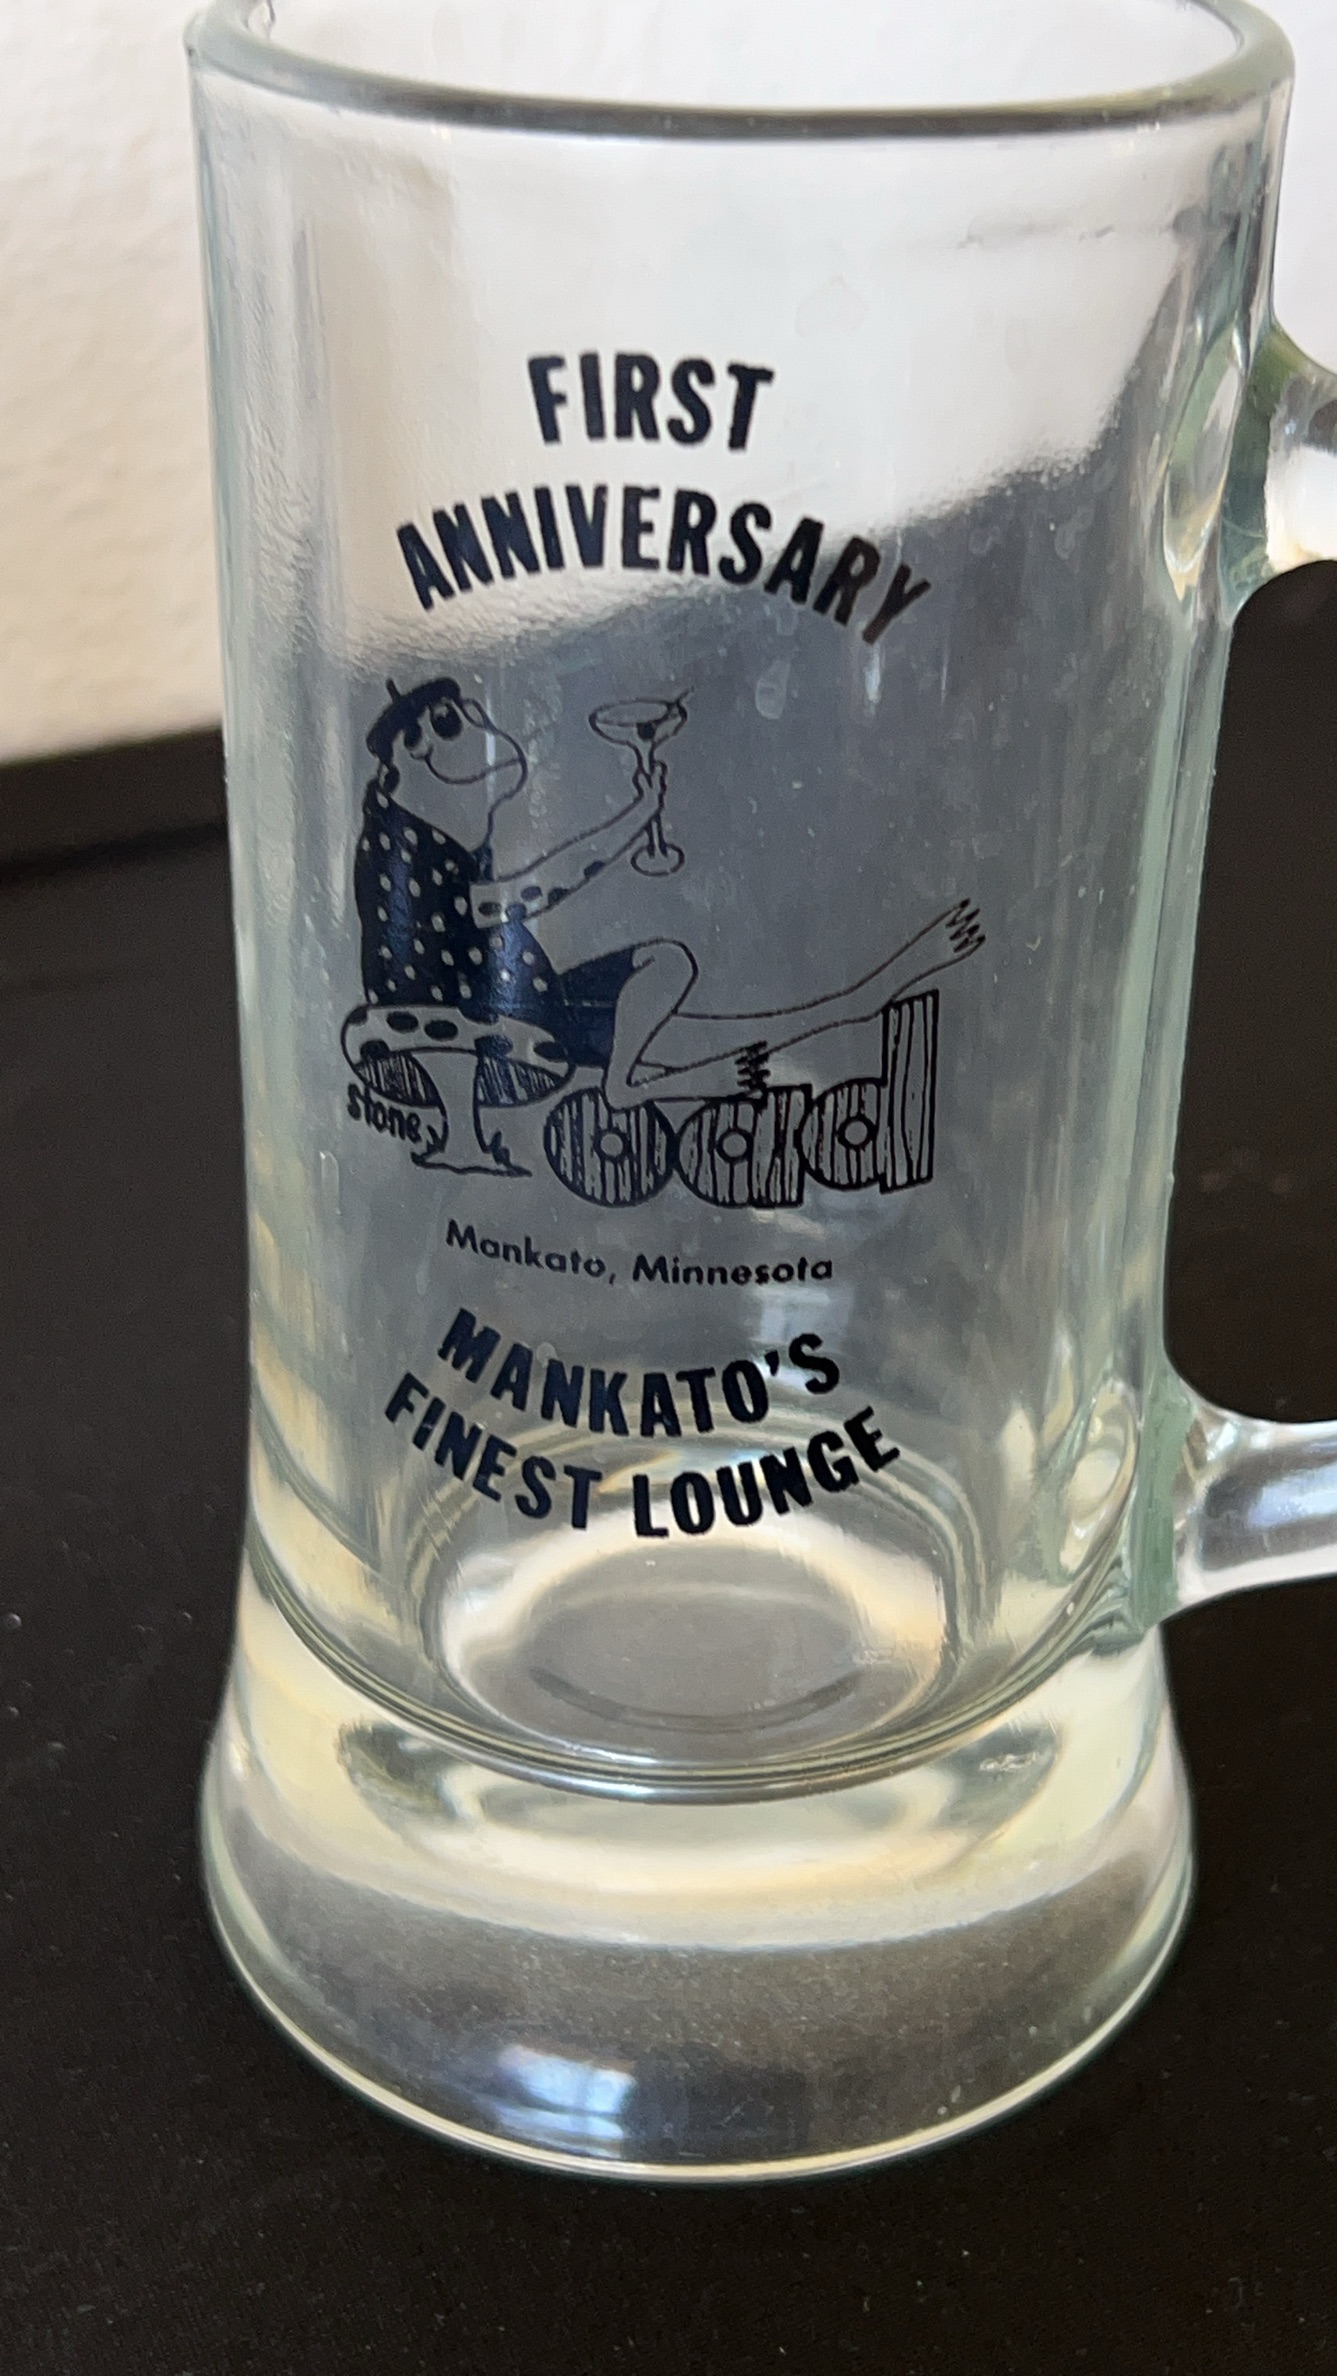 FIRST
ANNIVERSARY
Stone Toad
Mankato, Minnesota
MANKATO'S
FINEST LOUNGE